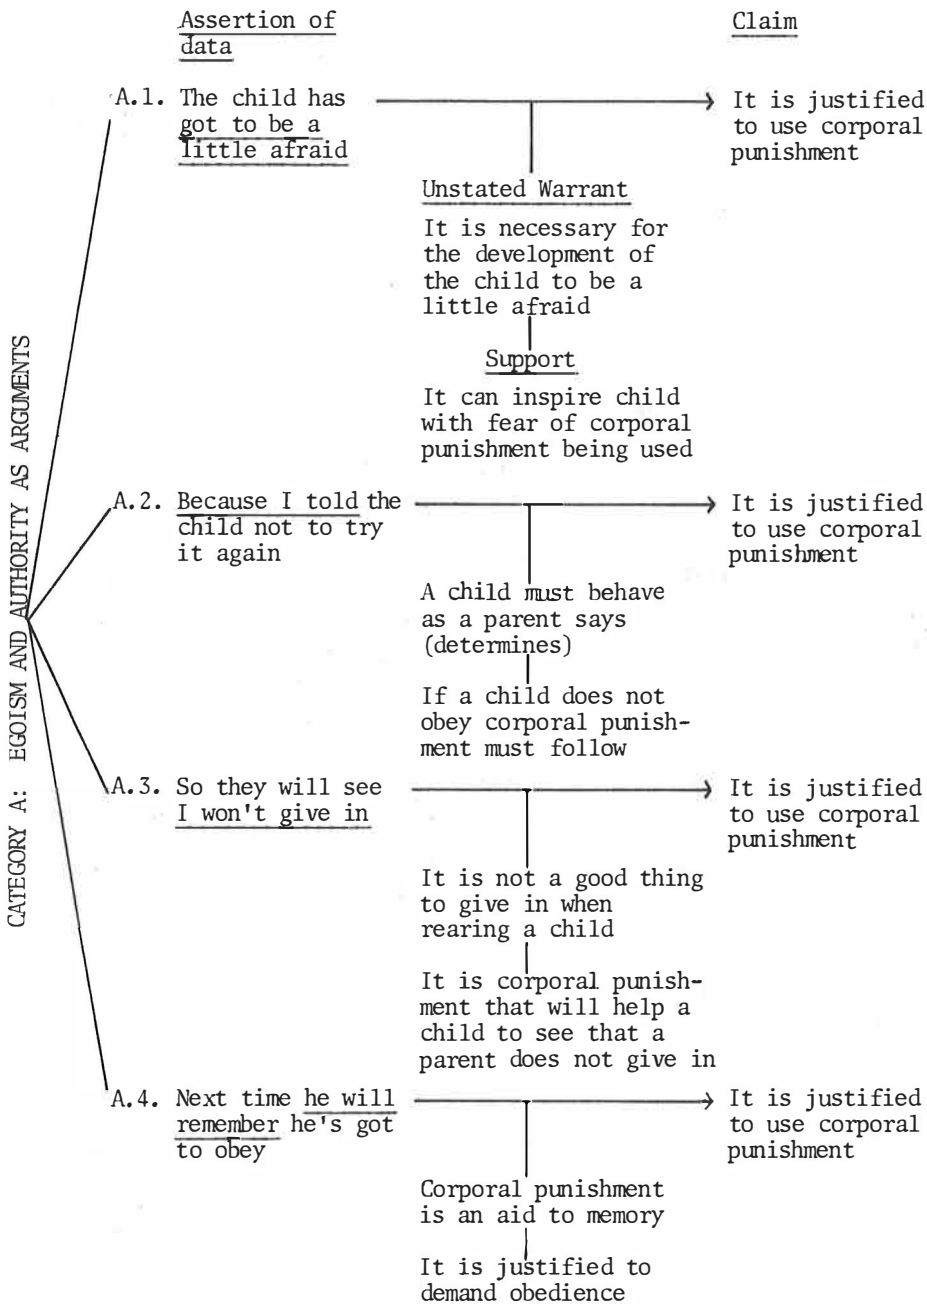 Assertion of
data
Claim
CATEGORY A: EGOISM AND AUTHORITY AS ARGUMENTS
A.1. The child has
got to be a
little afraid
It is justified
to use corporal
punishment
Unstated Warrant
It is necessary for
the development of
the child to be a
little afraid
Support
It can inspire child
with fear of corporal
punishment being used
A.2. Because I told the
child not to try
it again
It is justified
to use corporal
punishment
A child must behave
as a parent says
(determines)
If a child does not
obey corporal punish-
ment must follow
A.3. So they will see
I won't give in
It is justified
to use corporal
punishment
It is not a good thing
to give in when
rearing a child
It is corporal punish-
ment that will help a
child to see that a
parent does not give in
A.4. Next time he will
remember he's got
to obey
It is justified
to use corporal
punishment
Corporal punishment
is an aid to memory
It is justified to
demand obedience